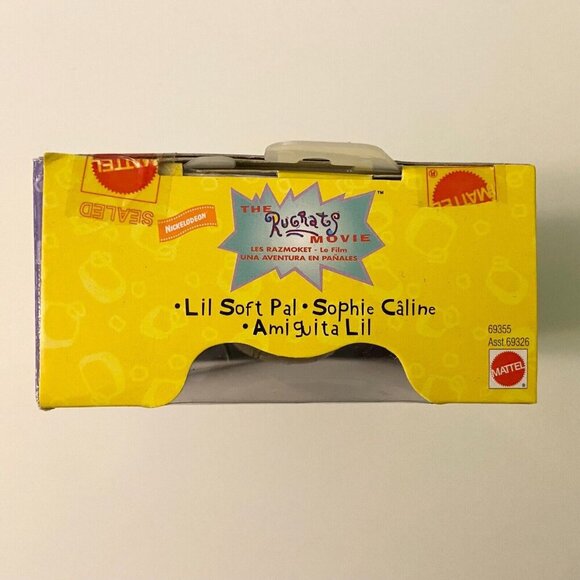 MATTEL
SEALED
NICKELODEON
THE
Rugrats™
MOVIE
LES RAZMOKET - Le Film
UNA AVENTURA EN PAÑALES
•Lil Soft Pal • Sophie Câline
•Amiguita Lil
MATTEL
69355
Asst.69326
MATTEL